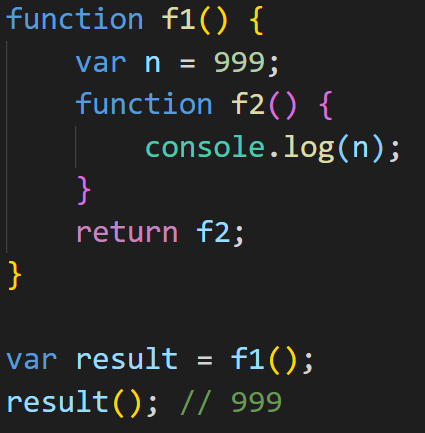 function f1() {
    var n = 999;
    function f2() {
        console.log(n);
    }
    return f2;
}

var result = f1();
result(); // 999